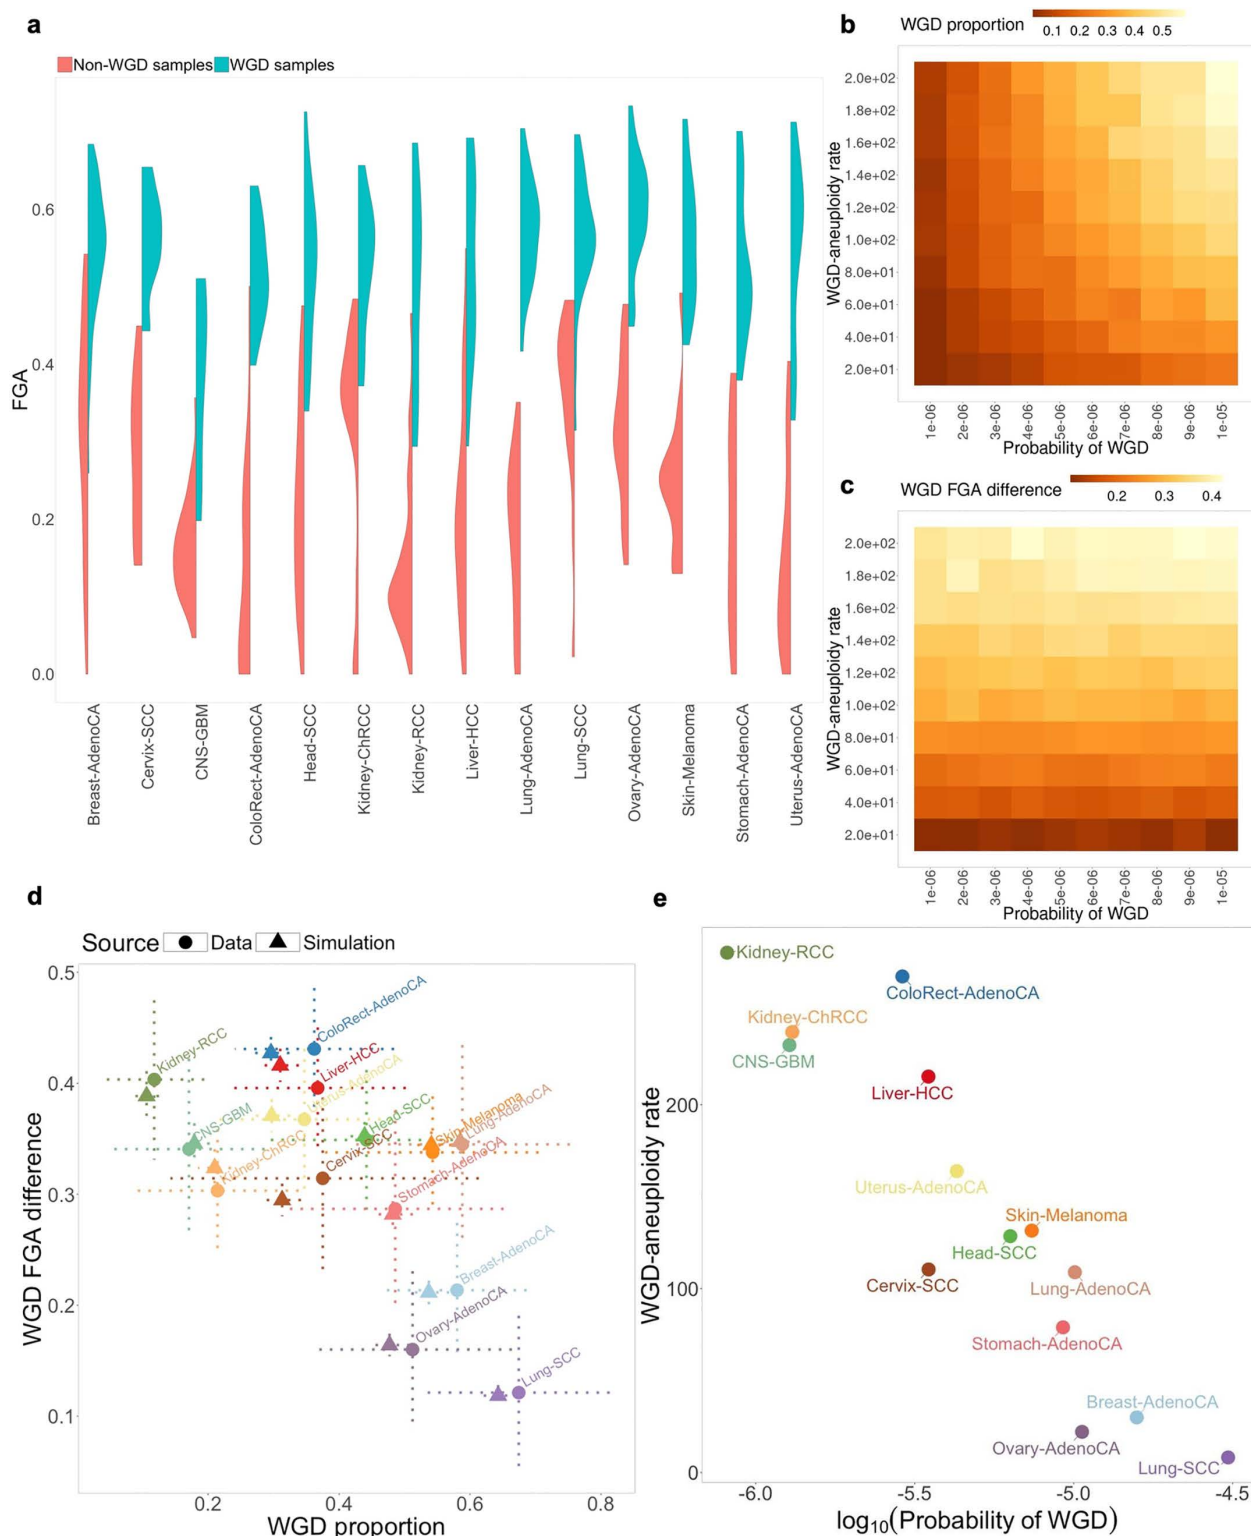 a
Non-WGD samples WGD samples
FGA
0.6
0.4
0.2
0.0
Breast-AdenoCA
Cervix-SCC
CNS-GBM
ColoRect-AdenoCA
Head-SCC
Kidney-ChRCC
Kidney-RCC
Liver-HCC
Lung-AdenoCA
Lung-SCC
Ovary-AdenoCA
Skin-Melanoma
Stomach-AdenoCA
Uterus-AdenoCA
b
WGD proportion
0.1 0.2 0.3 0.4 0.5
WGD-aneuploidy rate
2.0e+02
1.8e+02
1.6e+02
1.4e+02
1.2e+02
1.0e+02
8.0e+01
6.0e+01
4.0e+01
2.0e+01
1e-06
2e-06
3e-06
4e-06
5e-06
6e-06
7e-06
8e-06
9e-06
1e-05
Probability of WGD
c
WGD FGA difference
0.2 0.3 0.4
WGD-aneuploidy rate
2.0e+02
1.8e+02
1.6e+02
1.4e+02
1.2e+02
1.0e+02
8.0e+01
6.0e+01
4.0e+01
2.0e+01
1e-06
2e-06
3e-06
4e-06
5e-06
6e-06
7e-06
8e-06
9e-06
1e-05
Probability of WGD
d
Source Data Simulation
WGD FGA difference
0.5
0.4
0.3
0.2
0.1
ColoRect-AdenoCA
Kidney-RCC
Liver-HCC
Uterus-AdenoCA
CNS-GBM
Head-SCC
Skin-Melanoma
Lung-AdenoCA
Kidney-ChRCC
Cervix-SCC
Stomach-AdenoCA
Breast-AdenoCA
Ovary-AdenoCA
Lung-SCC
0.2 0.4 0.6 0.8
WGD proportion
e
WGD-aneuploidy rate
200
100
0
Kidney-RCC
ColoRect-AdenoCA
Kidney-ChRCC
CNS-GBM
Liver-HCC
Uterus-AdenoCA
Skin-Melanoma
Head-SCC
Cervix-SCC
Lung-AdenoCA
Stomach-AdenoCA
Breast-AdenoCA
Ovary-AdenoCA
Lung-SCC
-6.0 -5.5 -5.0 -4.5
log₁₀(Probability of WGD)